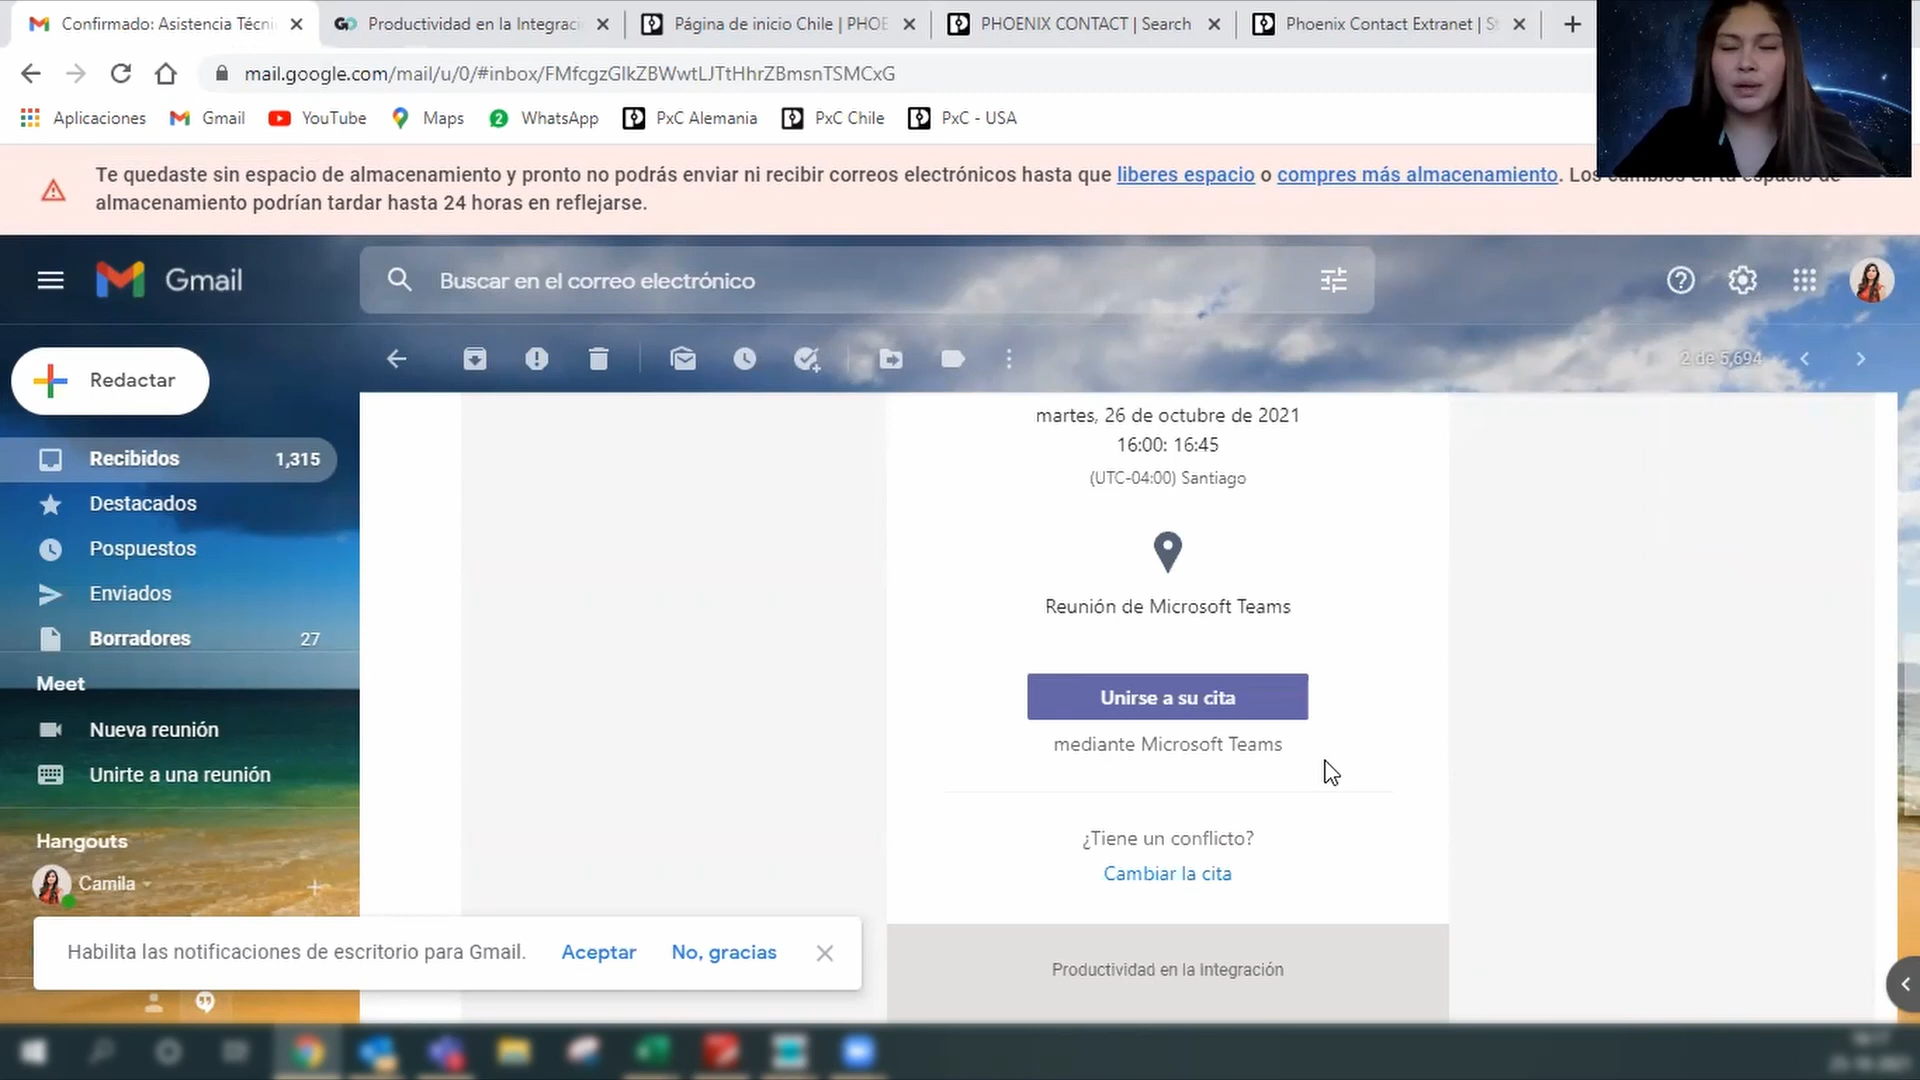 Confirmado: Asistencia Técni
Productividad en la Integraci
Página de inicio Chile | PHOE
PHOENIX CONTACT | Search
Phoenix Contact Extranet | S
mail.google.com/mail/u/0/#inbox/FMfcgzGlkZBWwtLJTtHhrZBmsnTSMCxG
Aplicaciones
Gmail
YouTube
Maps
WhatsApp
PxC Alemania
PxC Chile
PxC - USA
Te quedaste sin espacio de almacenamiento y pronto no podrás enviar ni recibir correos electrónicos hasta que liberes espacio o compres más almacenamiento. Los cambios en tu espacio de
almacenamiento podrían tardar hasta 24 horas en reflejarse.
Gmail
Buscar en el correo electrónico
2 de 5,694
Redactar
Recibidos 1,315
Destacados
Pospuestos
Enviados
Borradores 27
Meet
Nueva reunión
Unirte a una reunión
Hangouts
Camila
martes, 26 de octubre de 2021
16:00: 16:45
(UTC-04:00) Santiago
Reunión de Microsoft Teams
Unirse a su cita
mediante Microsoft Teams
¿Tiene un conflicto?
Cambiar la cita
Productividad en la Integración
Habilita las notificaciones de escritorio para Gmail. Aceptar No, gracias